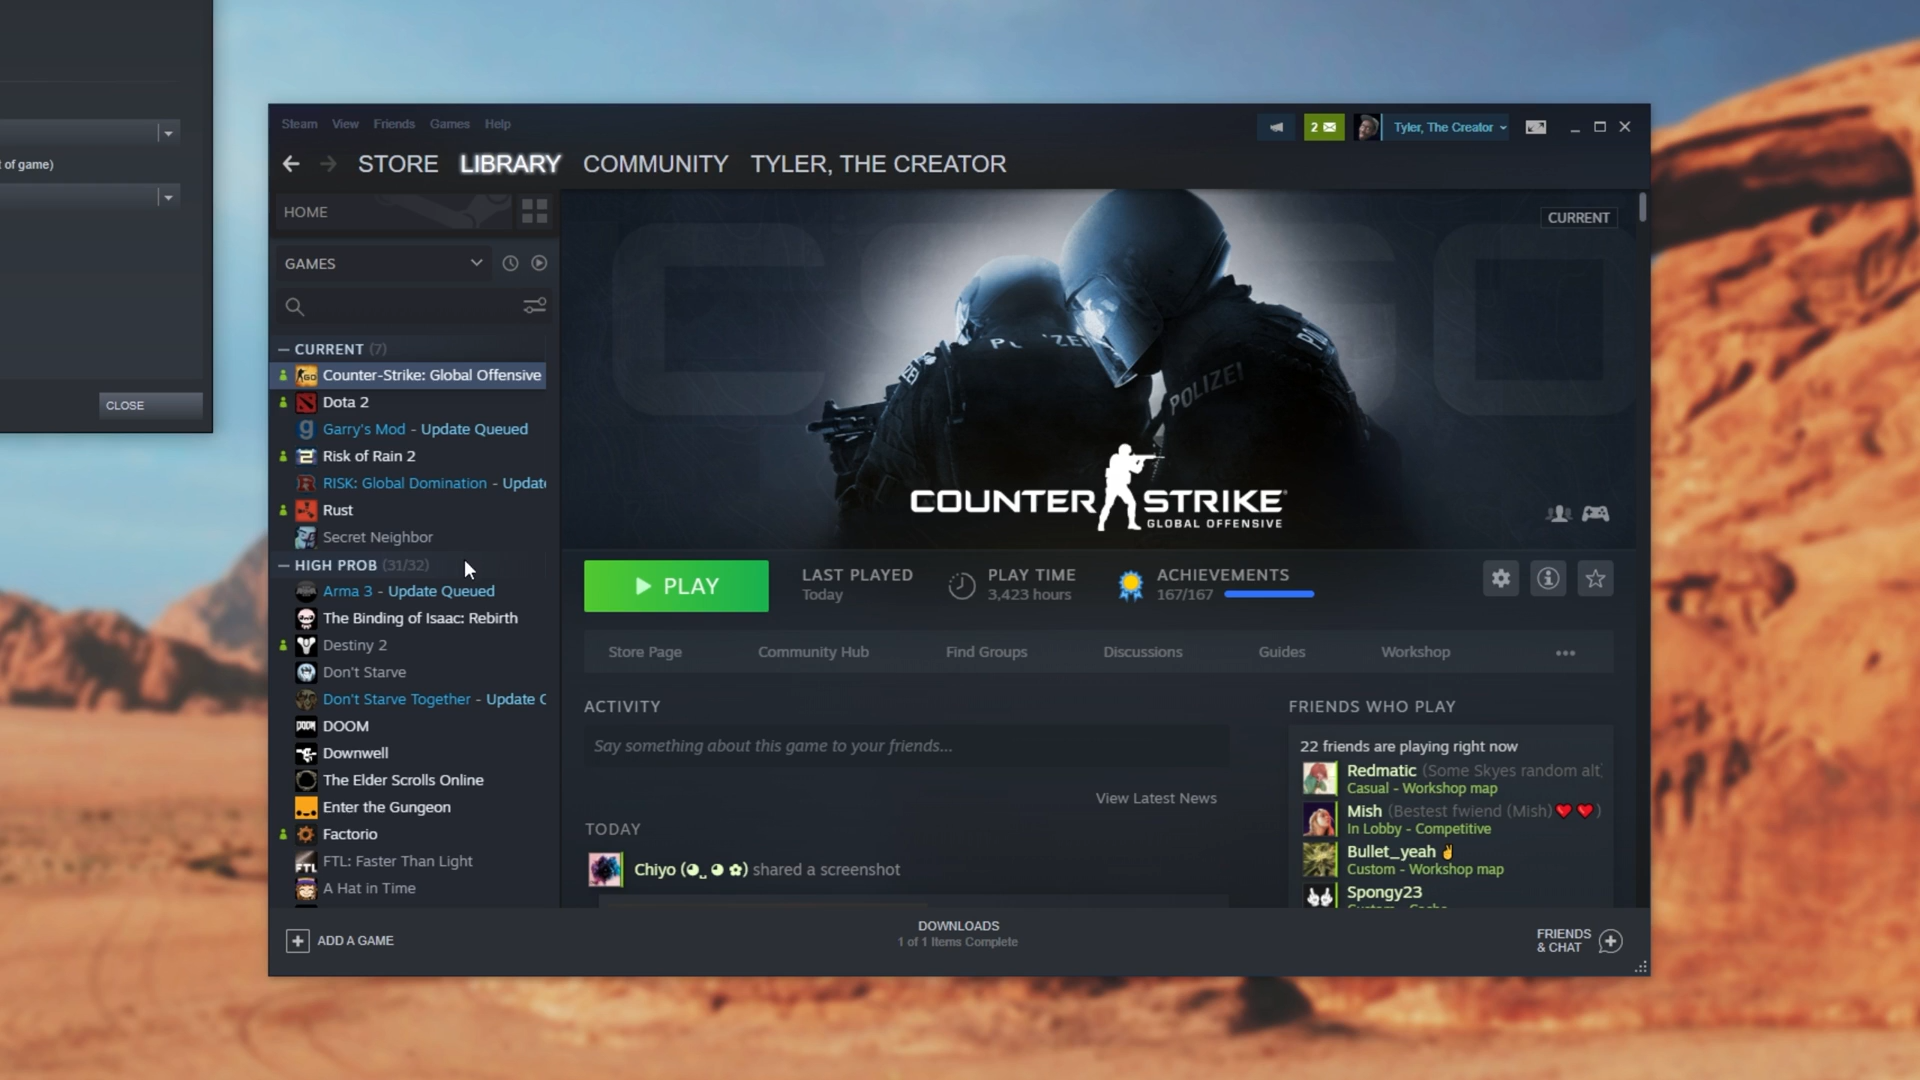 t of game)
CLOSE
Steam View Friends Games Help
2
Tyler, The Creator
STORE LIBRARY COMMUNITY TYLER, THE CREATOR
HOME
GAMES
CURRENT (7)
Counter-Strike: Global Offensive
Dota 2
Garry's Mod - Update Queued
Risk of Rain 2
RISK: Global Domination - Updat
Rust
Secret Neighbor
HIGH PROB (31/32)
Arma 3 - Update Queued
The Binding of Isaac: Rebirth
Destiny 2
Don't Starve
Don't Starve Together - Update
DOOM
Downwell
The Elder Scrolls Online
Enter the Gungeon
Factorio
FTL: Faster Than Light
A Hat in Time
CURRENT
POLIZEI
COUNTER STRIKE
GLOBAL OFFENSIVE
PLAY
LAST PLAYED
Today
PLAY TIME
3,423 hours
ACHIEVEMENTS
167/167
Store Page Community Hub Find Groups Discussions Guides Workshop
ACTIVITY
Say something about this game to your friends...
View Latest News
TODAY
Chiyo (◕‿◕✿) shared a screenshot
FRIENDS WHO PLAY
22 friends are playing right now
Redmatic (Some Skyes random alt
Casual - Workshop map
Mish (Bestest fwiend (Mish)❤❤)
In Lobby - Competitive
Bullet_yeah ✌
Custom - Workshop map
Spongy23
ADD A GAME
DOWNLOADS
1 of 1 Items Complete
FRIENDS
& CHAT